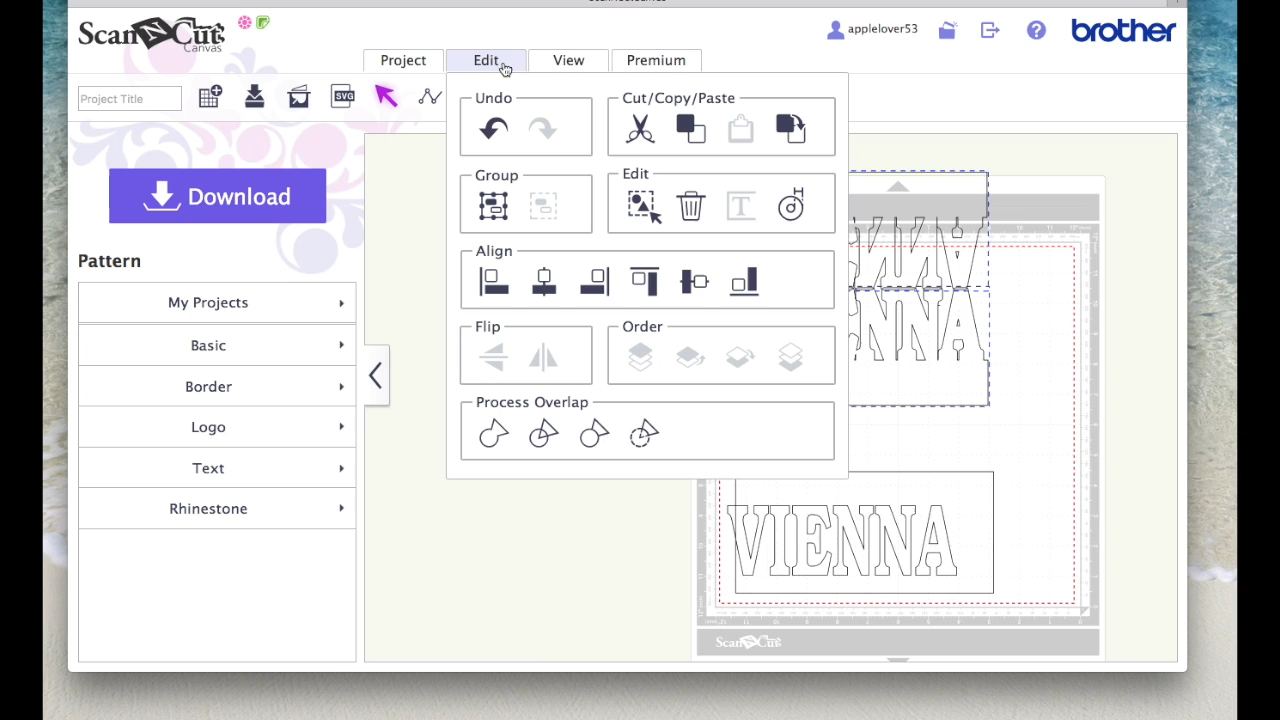 ScanNCut
Canvas
applelover53
brother
Project
Edit
View
Premium
Project Title
SVG
Undo
Cut/Copy/Paste
Download
Group
Edit
T
H
Align
Pattern
My Projects
Basic
Border
Logo
Text
Rhinestone
Flip
Order
Process Overlap
VIENNA
ScanNCut